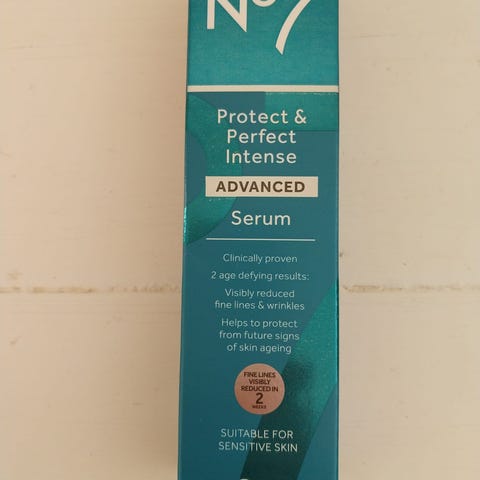 No7
Protect &
Perfect
Intense
ADVANCED
Serum
Clinically proven
2 age defying results:
Visibly reduced
fine lines & wrinkles
Helps to protect
from future signs
of skin ageing
FINE LINES
VISIBLY
REDUCED IN
2
WEEKS
SUITABLE FOR
SENSITIVE SKIN